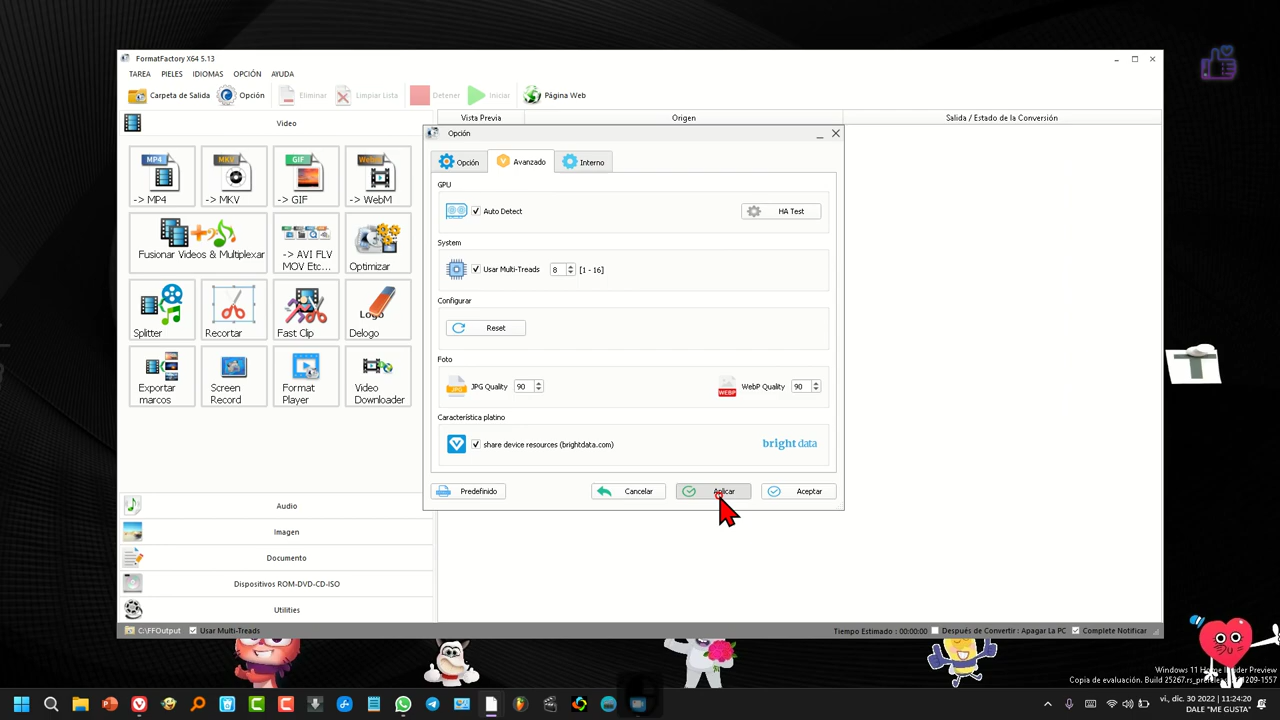 FormatFactory X64 5.13
TAREA PIELES IDIOMAS OPCIÓN AYUDA
Carpeta de Salida Opción Eliminar Limpiar Lista Detener Iniciar Página Web
Video
Vista Previa Origen Salida / Estado de la Conversión
MP4 MKV GIF WebM
-> MP4 -> MKV -> GIF -> WebM
Fusionar Videos & Multiplexar
-> AVI FLV
MOV Etc...
Optimizar
Splitter Recortar Fast Clip Logo Delogo
Exportar
marcos
Screen
Record
Format
Player
Video
Downloader
Audio
Imagen
Documento
Dispositivos ROM-DVD-CD-ISO
Utilities
Opción
Opción Avanzado Interno
GPU
Auto Detect HA Test
System
Usar Multi-Treads 8 [1 - 16]
Configurar
Reset
Foto
JPG JPG Quality 90 WEBP WebP Quality 90
Característica platino
share device resources (brightdata.com) bright data
Predefinido Cancelar Aplicar Aceptar
C:\FFOutput Usar Multi-Treads Tiempo Estimado : 00:00:00 Después de Convertir : Apagar La PC Complete Notificar
T
Windows 11 Home Insider Preview
Copia de evaluación. Build 25267.rs_prerelease.221209-1557
vi., dic. 30 2022 11:24:20
DALE "ME GUSTA"